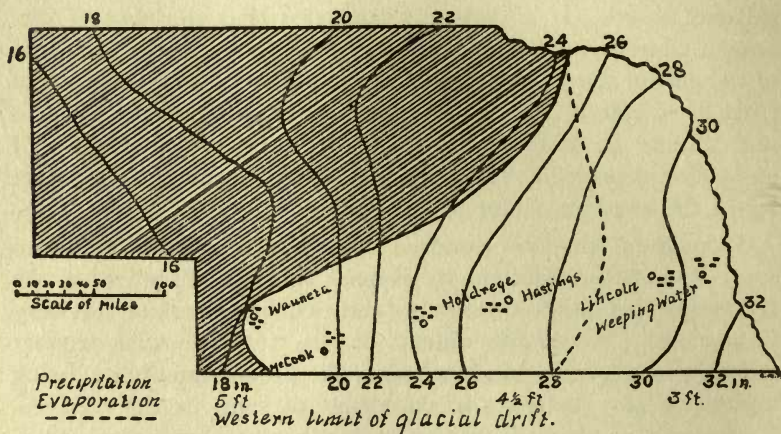 18
20
22
24
26
16
28
30
16
0 10 20 30 40 50 100
Scale of Miles
Wauneta
Holdrege
Hastings
Lincoln
Weeping Water
32
McCook
18 in. 20 22 24 26 28 30 32 in.
Precipitation
Evaporation
5 ft
4½ ft
3 ft.
Western limit of glacial drift.